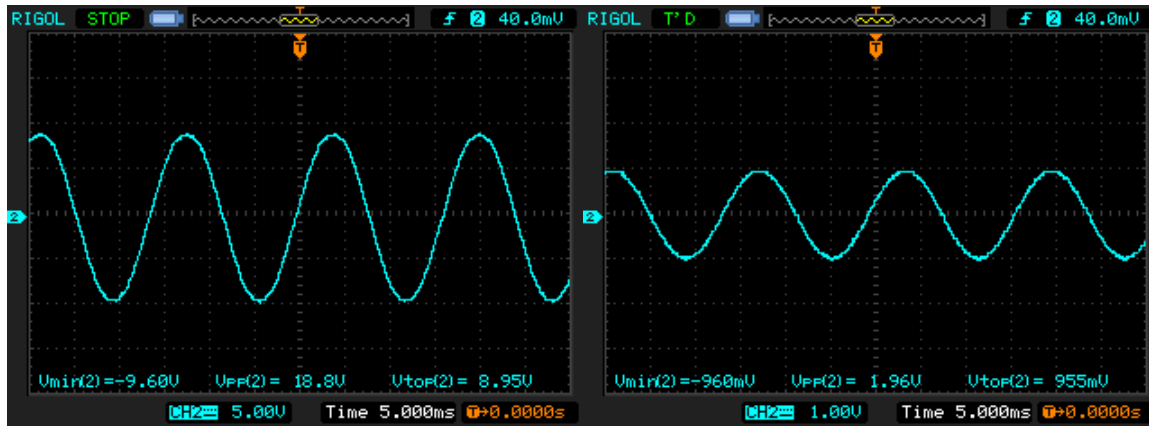 RIGOL STOP T 2 40.0mV
T
2
Vmin(2)=-9.60V Vpp(2)= 18.8V Vtop(2)= 8.95V
CH2 5.00V Time 5.000ms T→0.0000s
RIGOL T'D T 2 40.0mV
T
2
Vmin(2)=-960mV Vpp(2)= 1.96V Vtop(2)= 955mV
CH2 1.00V Time 5.000ms T→0.0000s